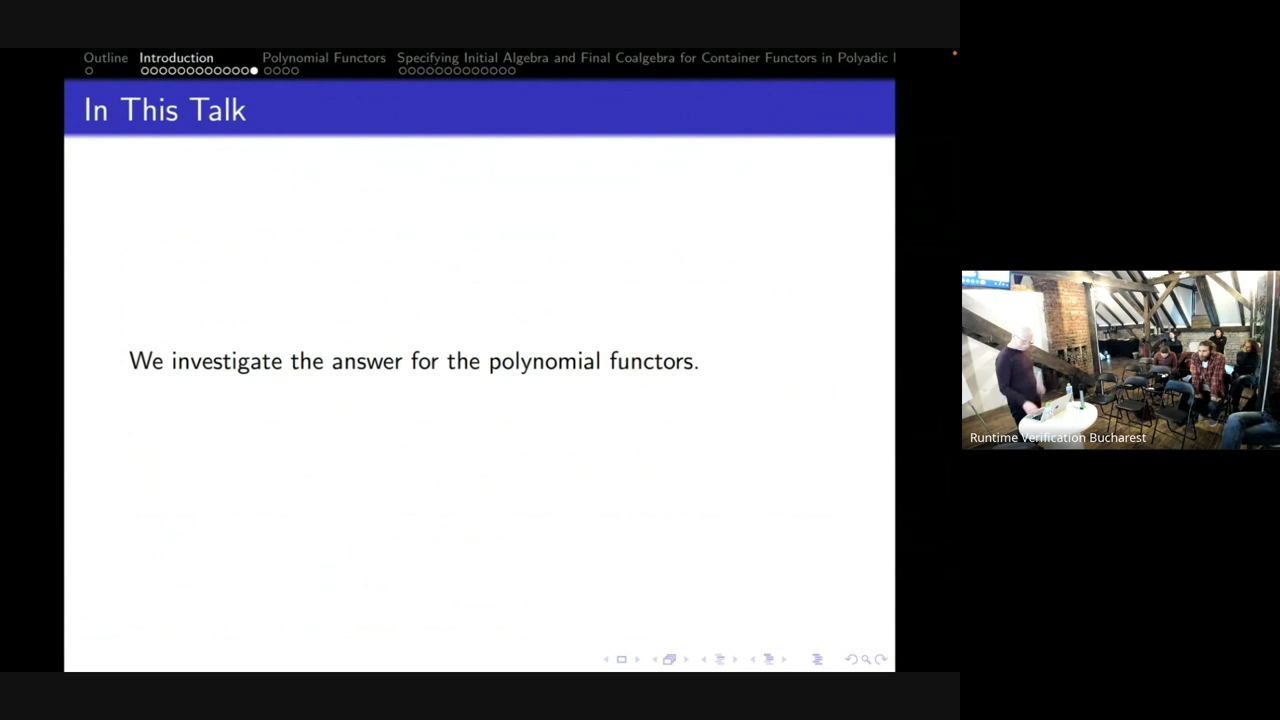 Outline Introduction Polynomial Functors Specifying Initial Algebra and Final Coalgebra for Container Functors in Polyadic
In This Talk
We investigate the answer for the polynomial functors.
Runtime Verification Bucharest